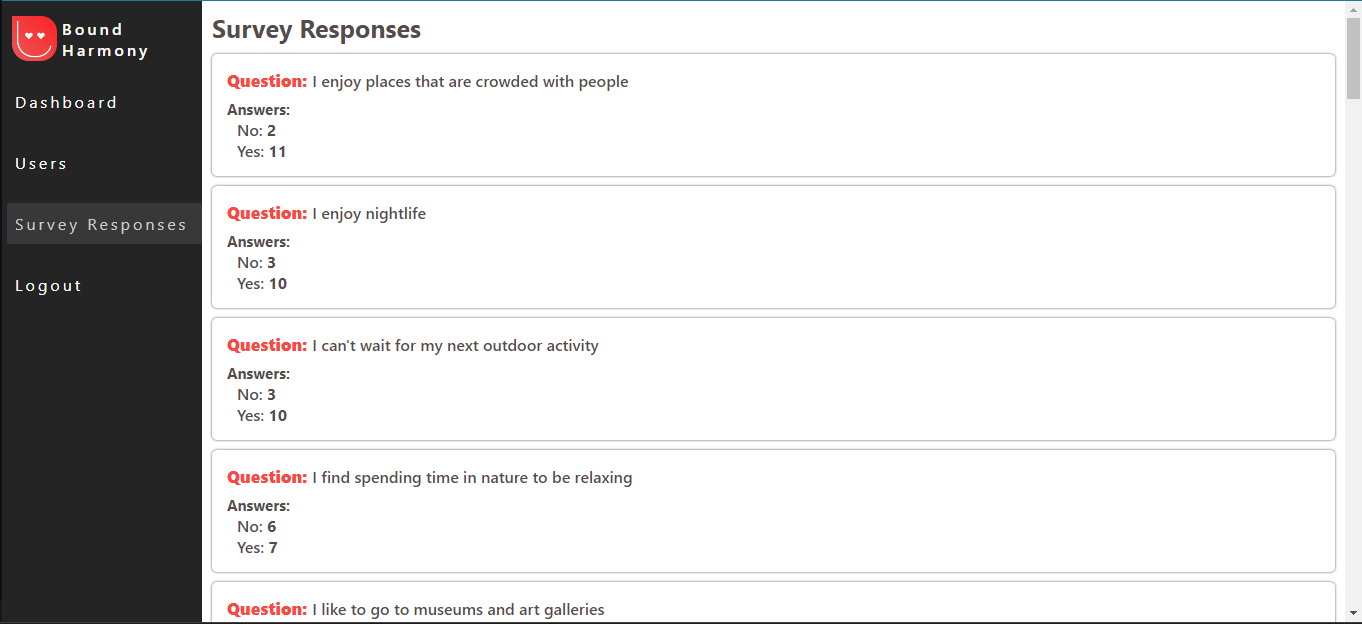 Bound
Harmony
Dashboard
Users
Survey Responses
Logout
Survey Responses
Question: I enjoy places that are crowded with people
Answers:
No: 2
Yes: 11
Question: I enjoy nightlife
Answers:
No: 3
Yes: 10
Question: I can't wait for my next outdoor activity
Answers:
No: 3
Yes: 10
Question: I find spending time in nature to be relaxing
Answers:
No: 6
Yes: 7
Question: I like to go to museums and art galleries